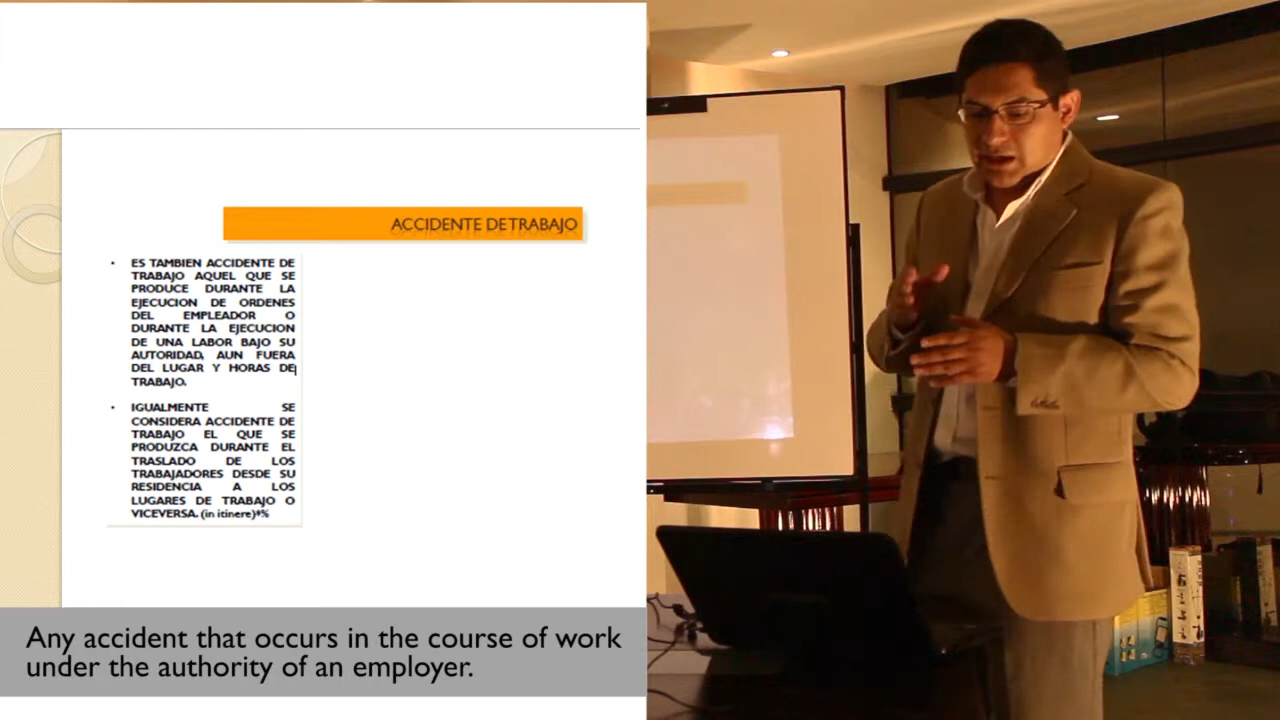 ACCIDENTE DE TRABAJO
• ES TAMBIEN ACCIDENTE DE
TRABAJO AQUEL QUE SE
PRODUCE DURANTE LA
EJECUCION DE ORDENES
DEL EMPLEADOR O
DURANTE LA EJECUCION
DE UNA LABOR BAJO SU
AUTORIDAD, AUN FUERA
DEL LUGAR Y HORAS DE
TRABAJO.
• IGUALMENTE SE
CONSIDERA ACCIDENTE DE
TRABAJO EL QUE SE
PRODUZCA DURANTE EL
TRASLADO DE LOS
TRABAJADORES DESDE SU
RESIDENCIA A LOS
LUGARES DE TRABAJO O
VICEVERSA. (in itinere)*%
Any accident that occurs in the course of work
under the authority of an employer.